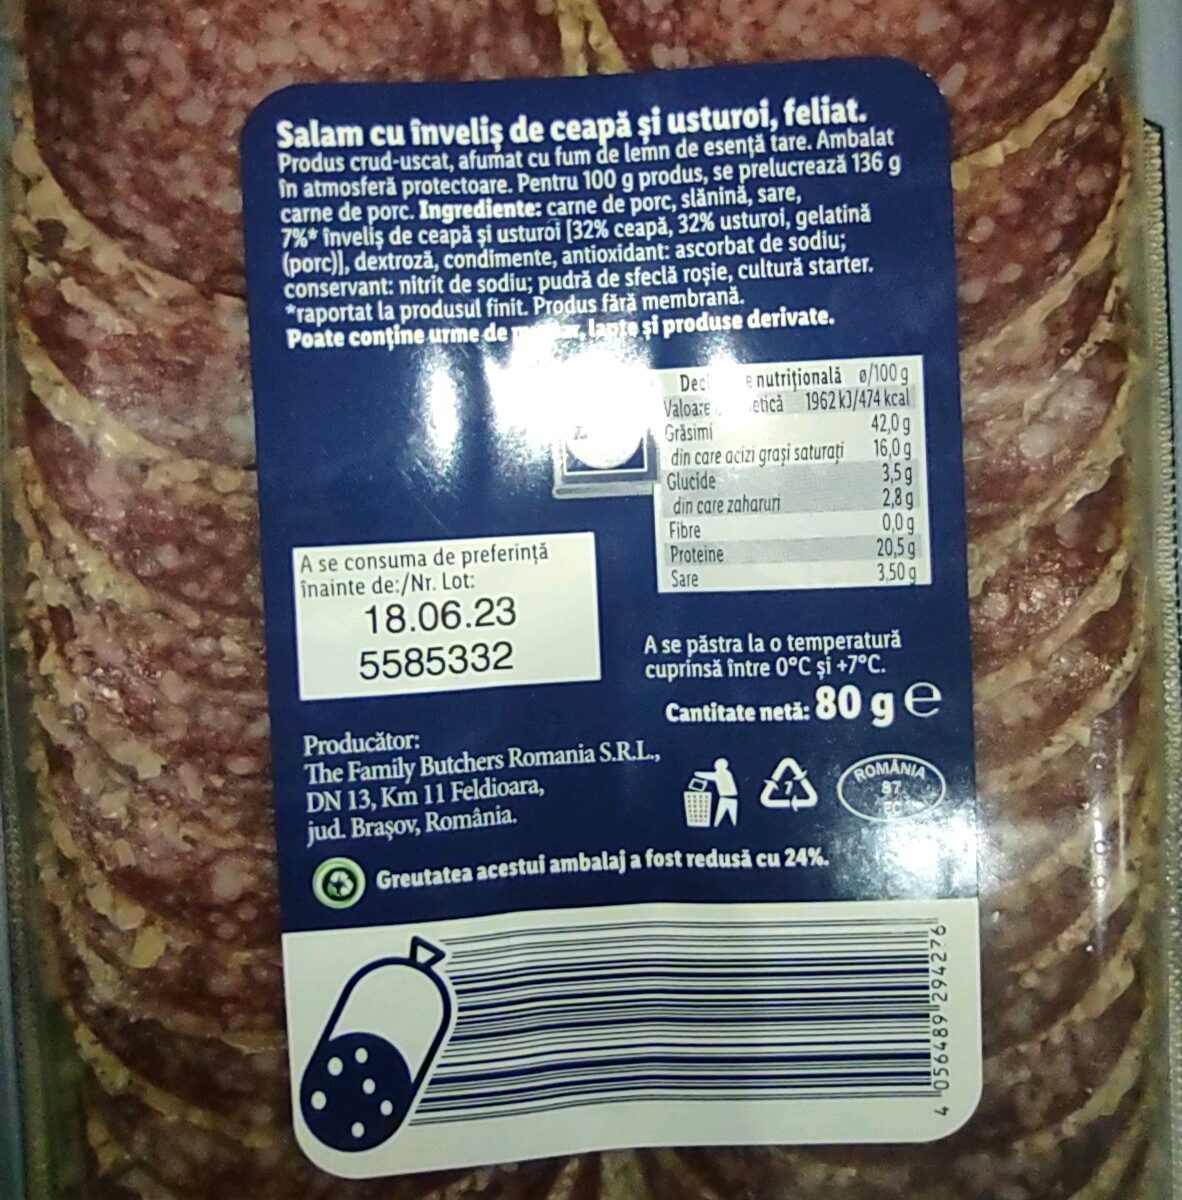 Salam cu înveliș de ceapă și usturoi, feliat.
Produs crud-uscat, afumat cu fum de lemn de esență tare. Ambalat
în atmosferă protectoare. Pentru 100 g produs, se prelucrează 136 g
carne de porc. Ingrediente: carne de porc, slănină, sare,
7%* înveliș de ceapă și usturoi [32% ceapă, 32% usturoi, gelatină
(porc)], dextroză, condimente, antioxidant: ascorbat de sodiu;
conservant: nitrit de sodiu; pudră de sfeclă roșie, cultură starter.
*raportat la produsul finit. Produs fără membrană.
Poate conține urme de lapte și produse derivate.
nutrițională ø/100 g
Valoare 1962 kJ/474 kcal
Grăsimi 42,0 g
din care acizi grași saturați 16,0 g
Glucide 3,5 g
din care zaharuri 2,8 g
Fibre 0,0 g
Proteine 20,5 g
Sare 3,50 g
A se consuma de preferință
înainte de:/Nr. Lot:
18.06.23
5585332
A se păstra la o temperatură
cuprinsă între 0°C și +7°C.
Cantitate netă: 80 g e
Producător:
The Family Butchers Romania S.R.L.,
DN 13, Km 11 Feldioara,
jud. Brașov, România.
7
ROMÂNIA
97
EC
Greutatea acestui ambalaj a fost redusă cu 24%.
4 056489 294276